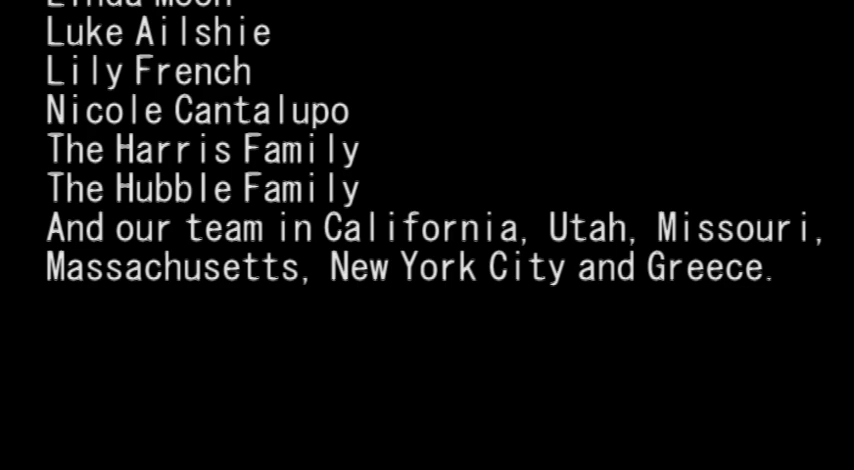 Luke Ailshie
Lily French
Nicole Cantalupo
The Harris Family
The Hubble Family
And our team in California, Utah, Missouri,
Massachusetts, New York City and Greece.